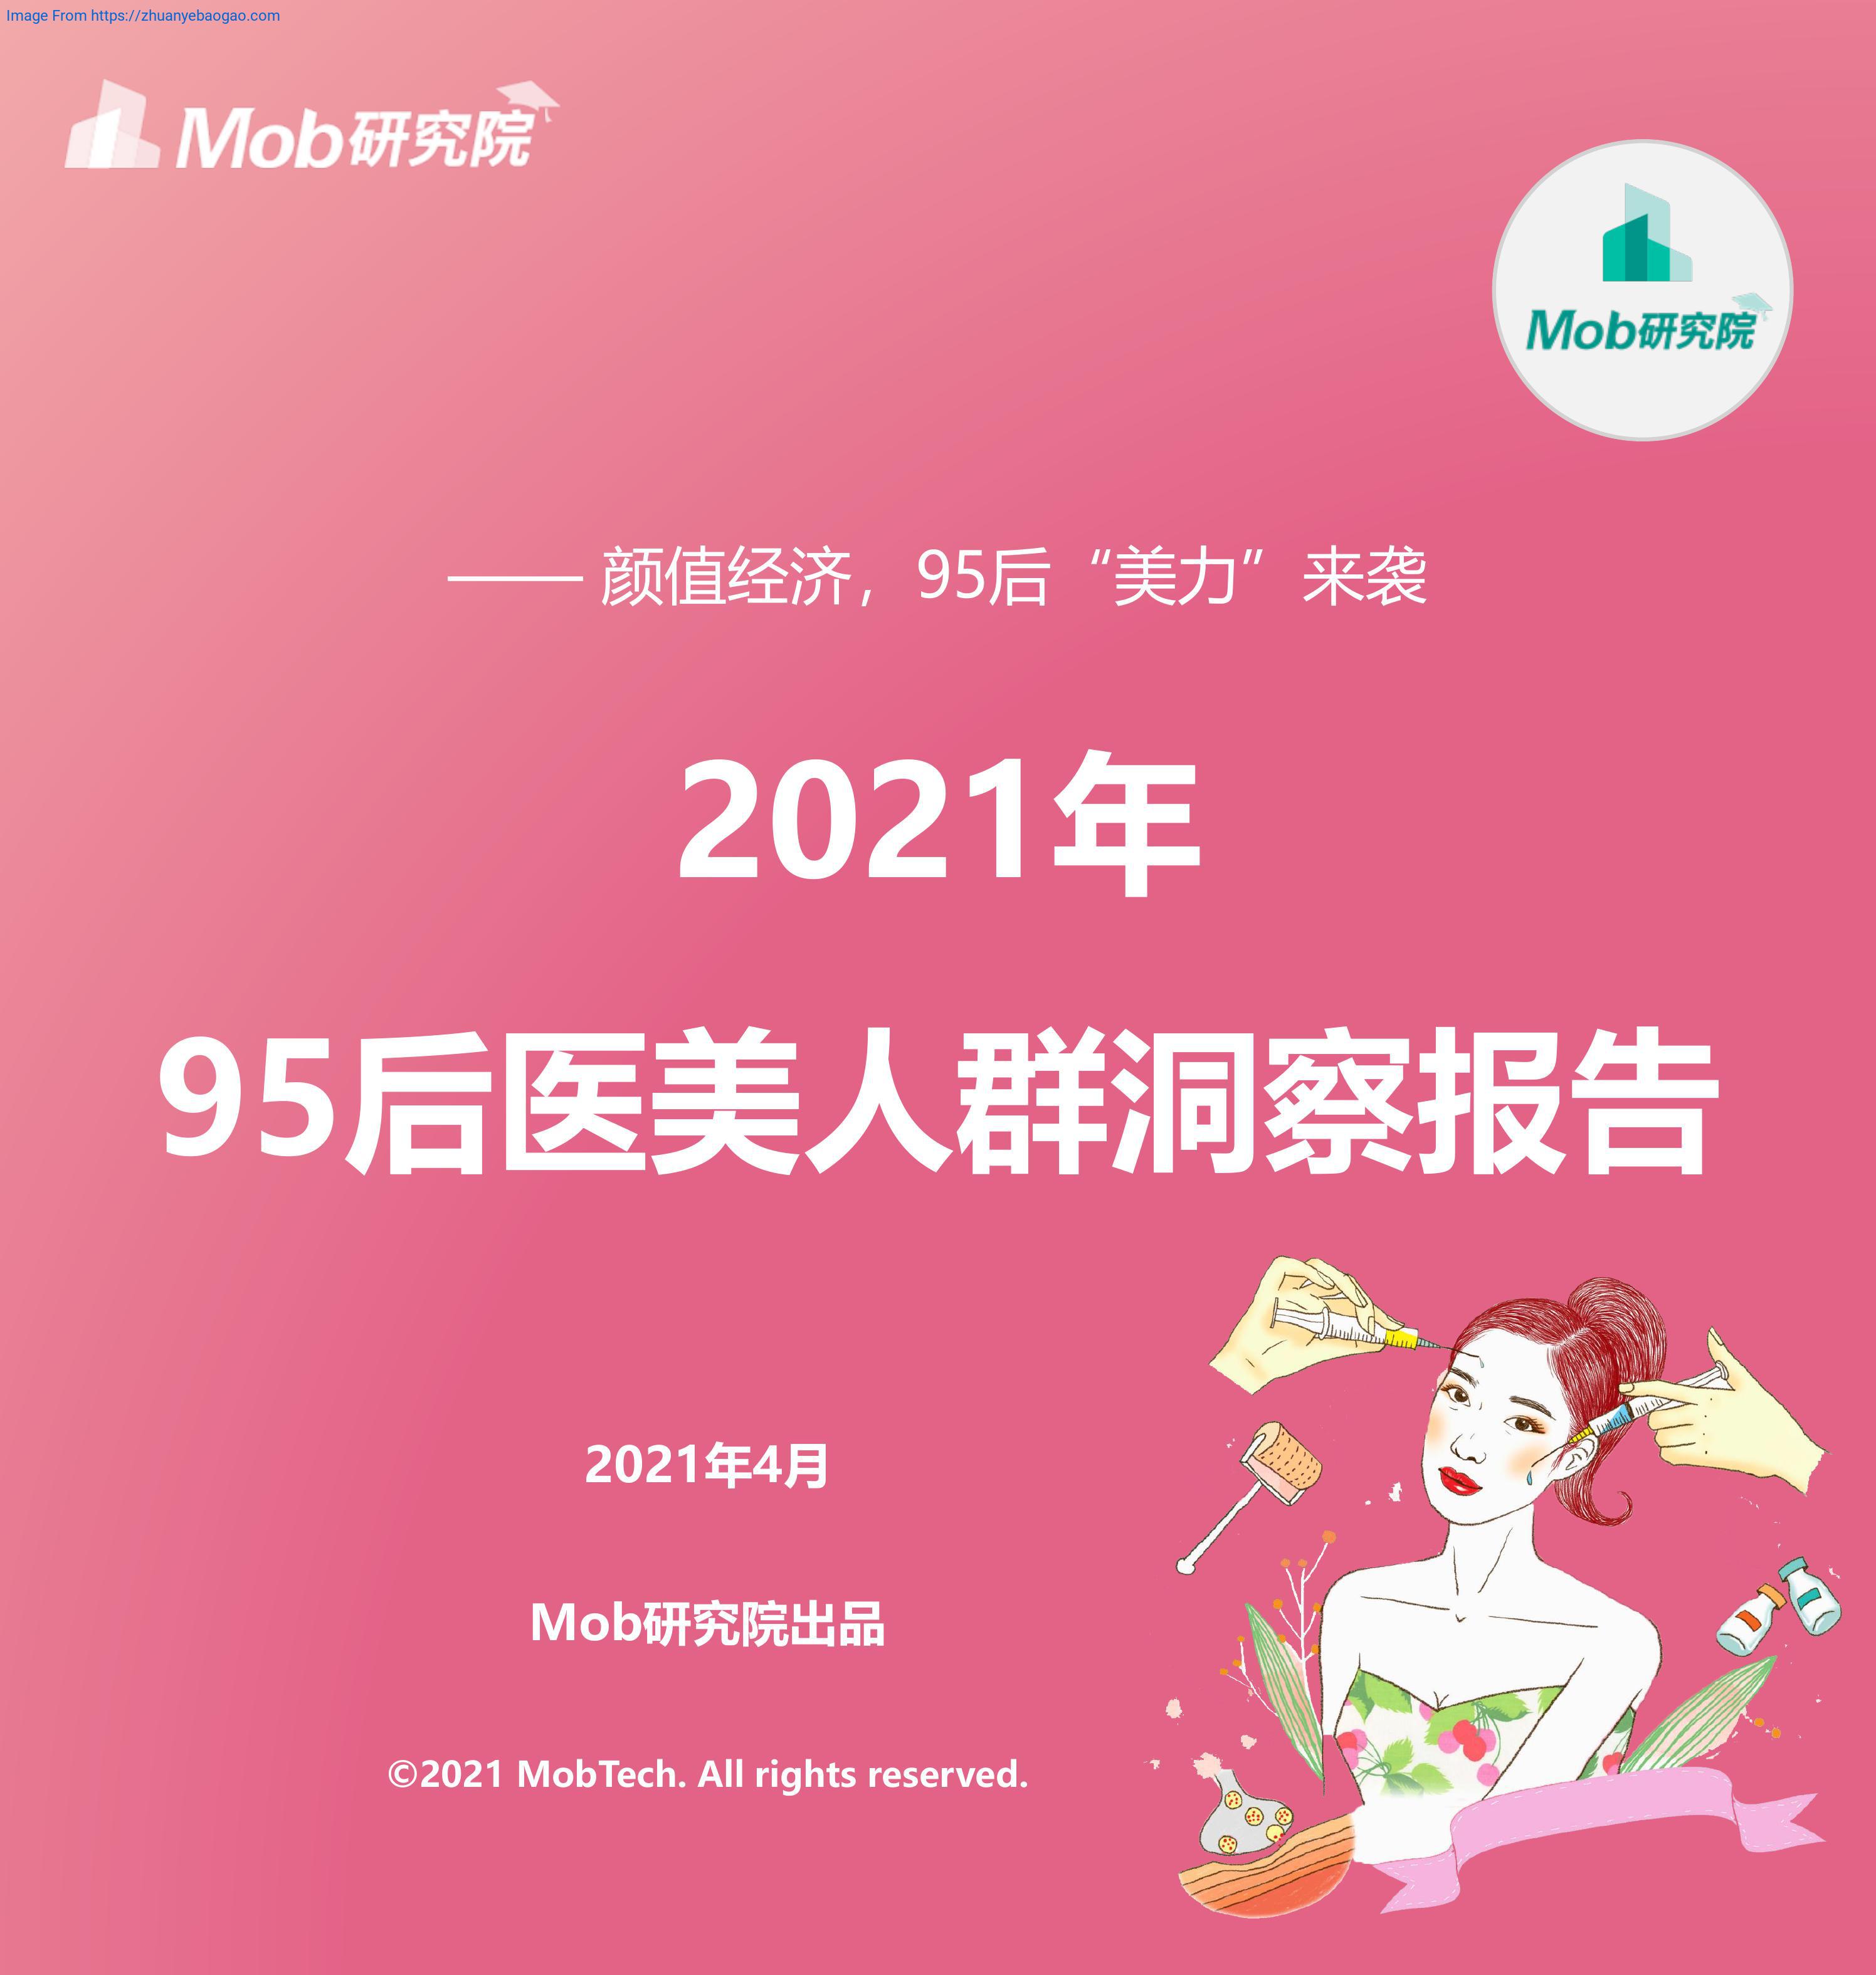 Image From https://zhuanyebaogao.com
Mob研究院
Mob研究院
—— 颜值经济，95后“美力”来袭
2021年
95后医美人群洞察报告
2021年4月
Mob研究院出品
©2021 MobTech. All rights reserved.